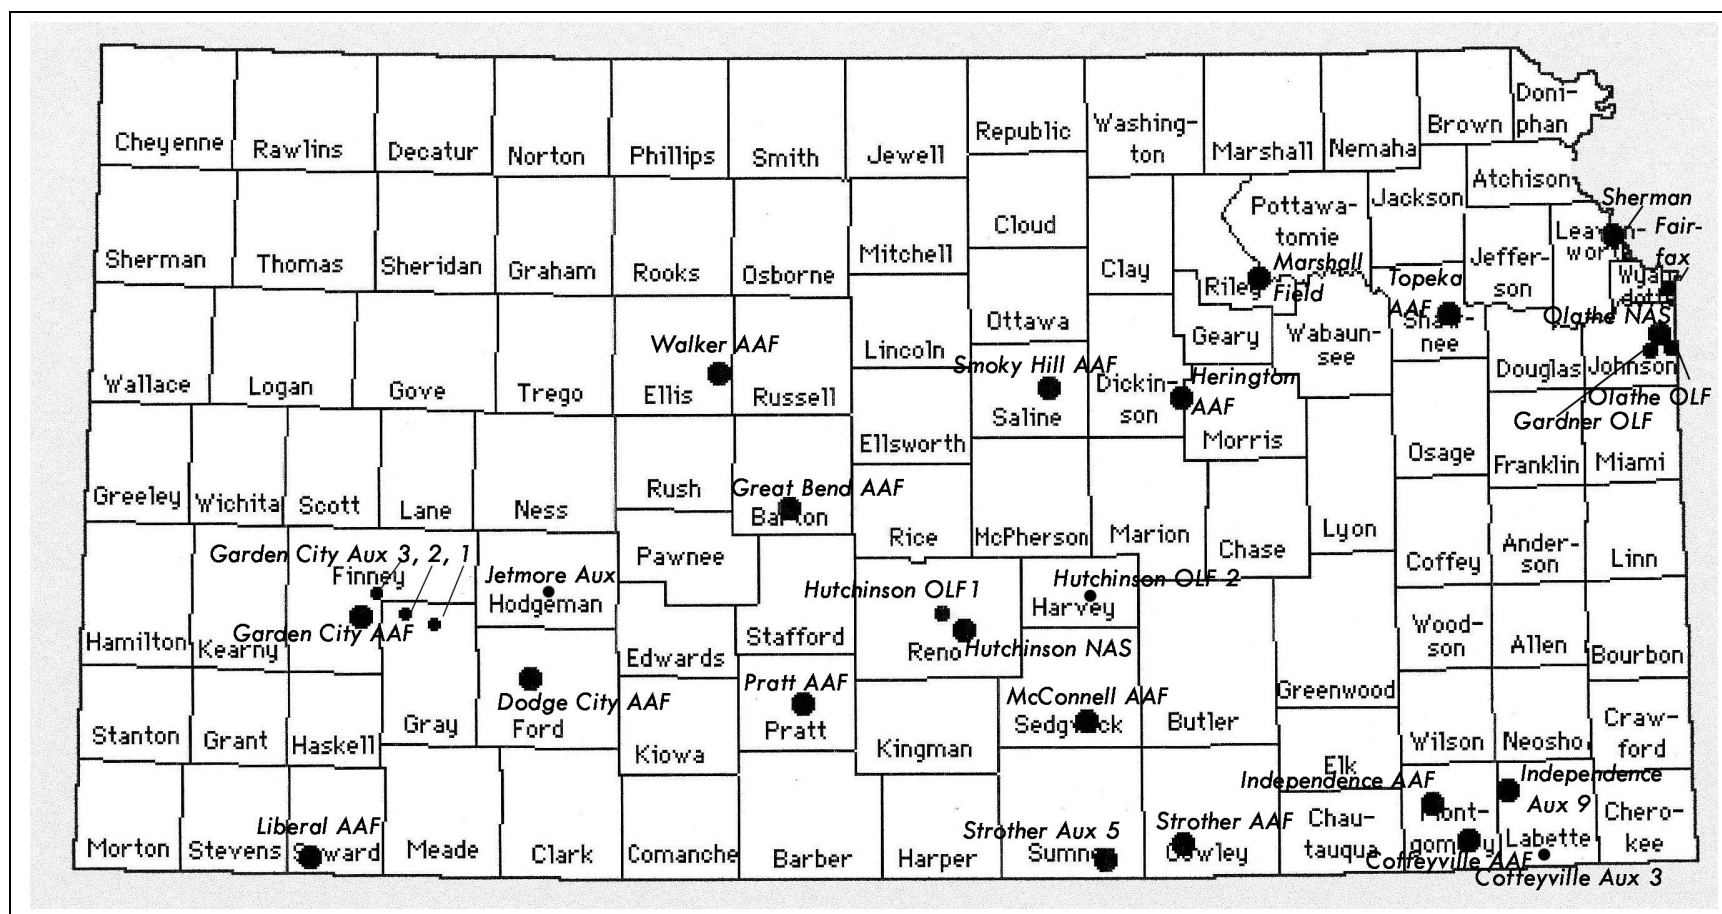 Doni-
phan
Brown
Cheyenne
Rawlins
Decatur
Norton
Phillips
Smith
Jewell
Republic
Washing-
ton
Marshall
Nemaha
Atchison
Jackson
Sherman
Fair-
fax
Pottawa-
tomie
Marshall
Field
Cloud
Mitchell
Clay
Riley
Jeffer-
son
Sherman
Thomas
Sheridan
Graham
Rooks
Osborne
Topeka
AAF
Ottawa
Geary
Wabaun-
see
Olathe NAS
Douglas
Johnson
Olathe OLF
Gardner OLF
Walker AAF
Lincoln
Smoky Hill AAF
Dickin-
son
Herington
AAF
Wallace
Logan
Gove
Trego
Ellis
Russell
Saline
Morris
Ellsworth
Osage
Franklin
Miami
Greeley
Wichita
Scott
Lane
Ness
Rush
Great Bend AAF
Barton
Rice
McPherson
Marion
Chase
Lyon
Coffey
Ander-
son
Linn
Garden City Aux 3, 2, 1
Finney
Jetmore Aux
Hodgeman
Pawnee
Hutchinson OLF 1
Hutchinson OLF 2
Harvey
Hamilton
Kearny
Garden City AAF
Edwards
Stafford
Reno
Hutchinson NAS
Wood-
son
Allen
Bourbon
Stanton
Grant
Haskell
Gray
Dodge City AAF
Ford
Kiowa
Pratt AAF
Pratt
Kingman
McConnell AAF
Sedgwick
Butler
Greenwood
Wilson
Neosho
Craw-
ford
Elk
Independence AAF
Independence
Aux 9
Morton
Stevens
Liberal AAF
Seward
Meade
Clark
Comanche
Barber
Harper
Strother Aux 5
Sumner
Strother AAF
Cowley
Chau-
tauqua
Mont-
gomery
Labette
Chero-
kee
Coffeyville AAF
Coffeyville Aux 3